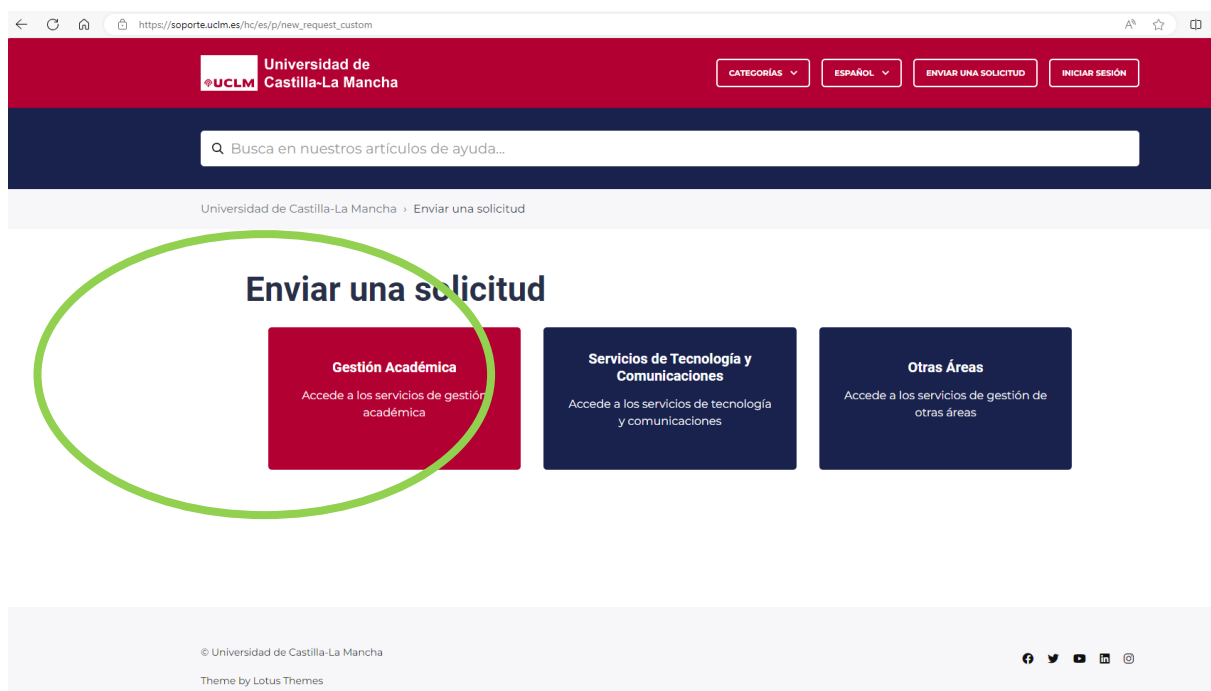 https://soporte.uclm.es/hc/es/p/new_request_custom
UCLM
Universidad de
Castilla-La Mancha
CATEGORÍAS
ESPAÑOL
ENVIAR UNA SOLICITUD
INICIAR SESIÓN
Busca en nuestros artículos de ayuda...
Universidad de Castilla-La Mancha › Enviar una solicitud
Enviar una solicitud
Gestión Académica
Accede a los servicios de gestión
académica
Servicios de Tecnología y
Comunicaciones
Accede a los servicios de tecnología
y comunicaciones
Otras Áreas
Accede a los servicios de gestión de
otras áreas
© Universidad de Castilla-La Mancha
Theme by Lotus Themes